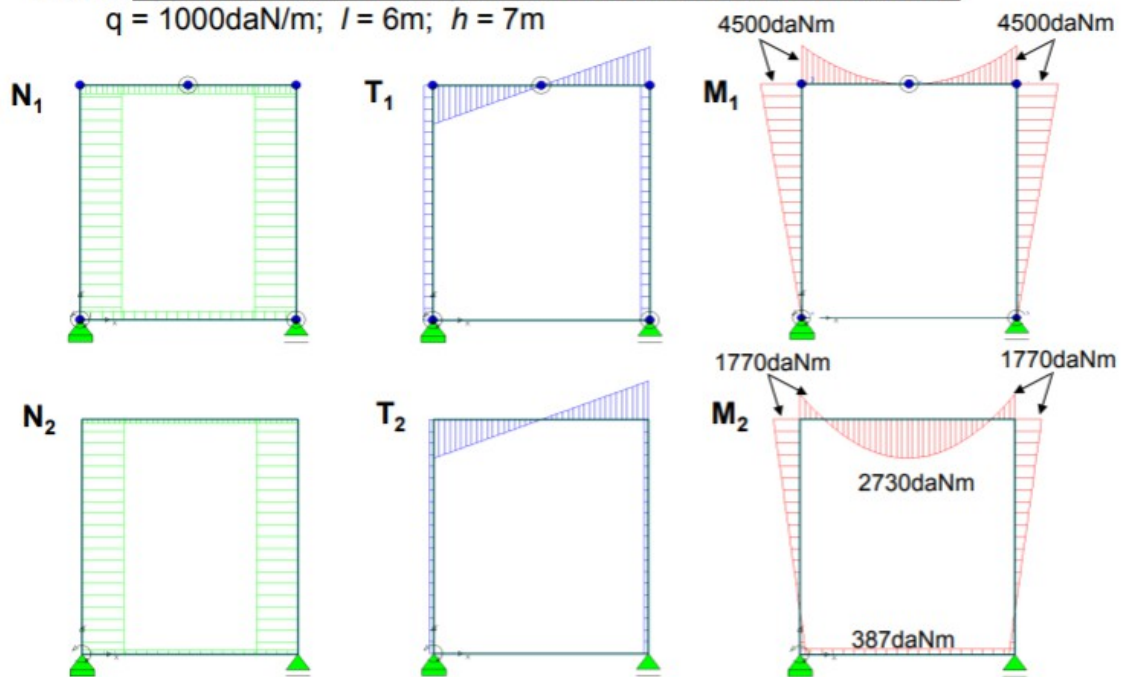 q = 1000daN/m; l = 6m; h = 7m
4500daNm 4500daNm
N1 T1 M1
1770daNm 1770daNm
N2 T2 M2
2730daNm
387daNm